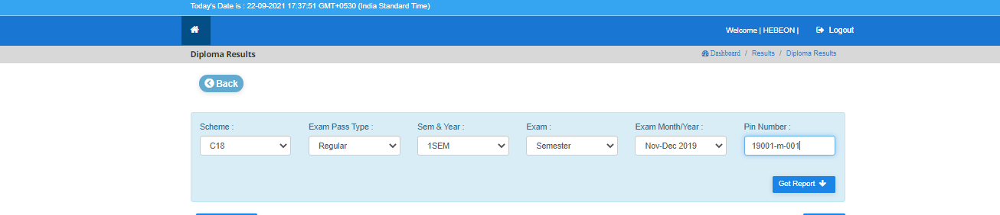 Today's Date is : 22-09-2021 17:37:51 GMT+0530 (India Standard Time)
Welcome | HEBEON | Logout
Diploma Results Dashboard / Results / Diploma Results
Back
Scheme : Exam Pass Type : Sem & Year : Exam : Exam Month/Year : Pin Number :
C18 Regular 1SEM Semester Nov-Dec 2019 19001-m-001
Get Report